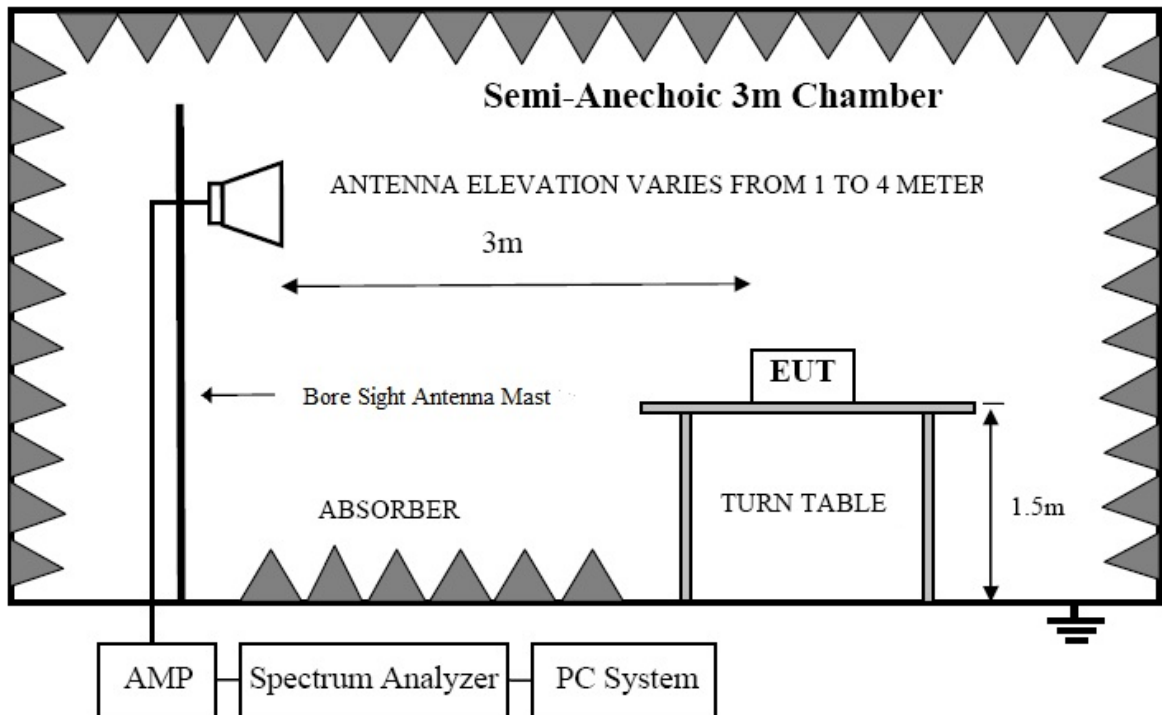 Semi-Anechoic 3m Chamber
ANTENNA ELEVATION VARIES FROM 1 TO 4 METER
3m
EUT
Bore Sight Antenna Mast
ABSORBER
TURN TABLE
1.5m
AMP
Spectrum Analyzer
PC System